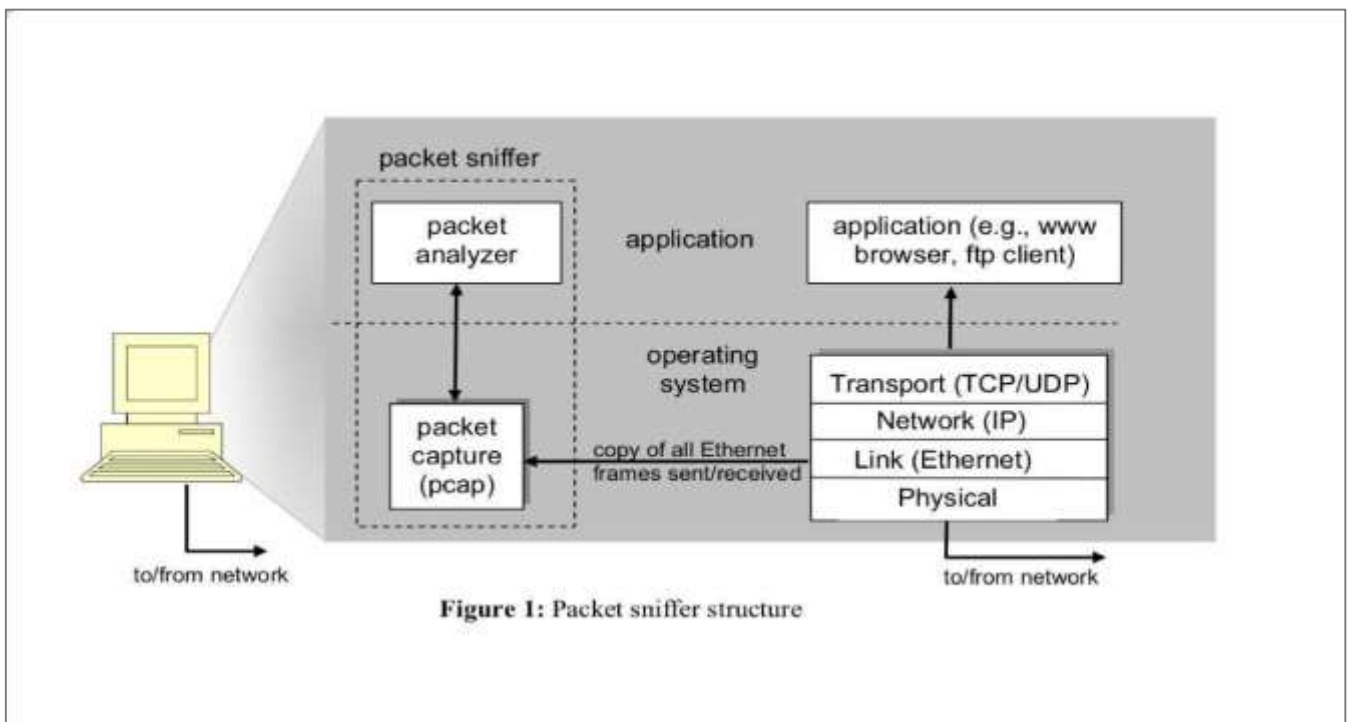 packet sniffer
packet
analyzer
application
application (e.g., www
browser, ftp client)
operating
system
packet
capture
(pcap)
copy of all Ethernet
frames sent/received
Transport (TCP/UDP)
Network (IP)
Link (Ethernet)
Physical
to/from network
to/from network
Figure 1: Packet sniffer structure